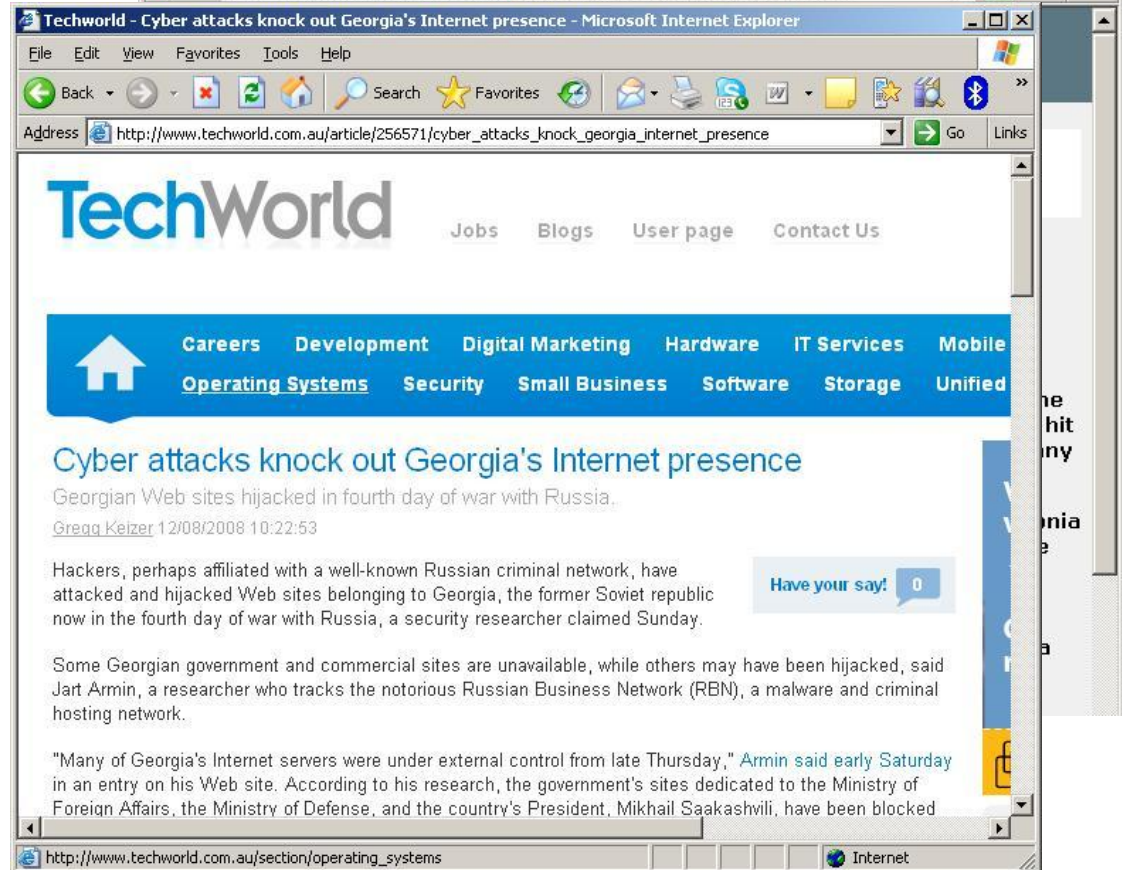 Techworld - Cyber attacks knock out Georgia's Internet presence - Microsoft Internet Explorer
File Edit View Favorites Tools Help
Back Search Favorites
Address http://www.techworld.com.au/article/256571/cyber_attacks_knock_georgia_internet_presence Go Links
TechWorld
Jobs Blogs User page Contact Us
Careers Development Digital Marketing Hardware IT Services Mobile
Operating Systems Security Small Business Software Storage Unified
Cyber attacks knock out Georgia's Internet presence
Georgian Web sites hijacked in fourth day of war with Russia.
Gregg Keizer 12/08/2008 10:22:53
Hackers, perhaps affiliated with a well-known Russian criminal network, have
attacked and hijacked Web sites belonging to Georgia, the former Soviet republic
now in the fourth day of war with Russia, a security researcher claimed Sunday.
Have your say! 0
Some Georgian government and commercial sites are unavailable, while others may have been hijacked, said
Jart Armin, a researcher who tracks the notorious Russian Business Network (RBN), a malware and criminal
hosting network.
"Many of Georgia's Internet servers were under external control from late Thursday," Armin said early Saturday
in an entry on his Web site. According to his research, the government's sites dedicated to the Ministry of
Foreign Affairs, the Ministry of Defense, and the country's President, Mikhail Saakashvili, have been blocked
http://www.techworld.com.au/section/operating_systems Internet
hit